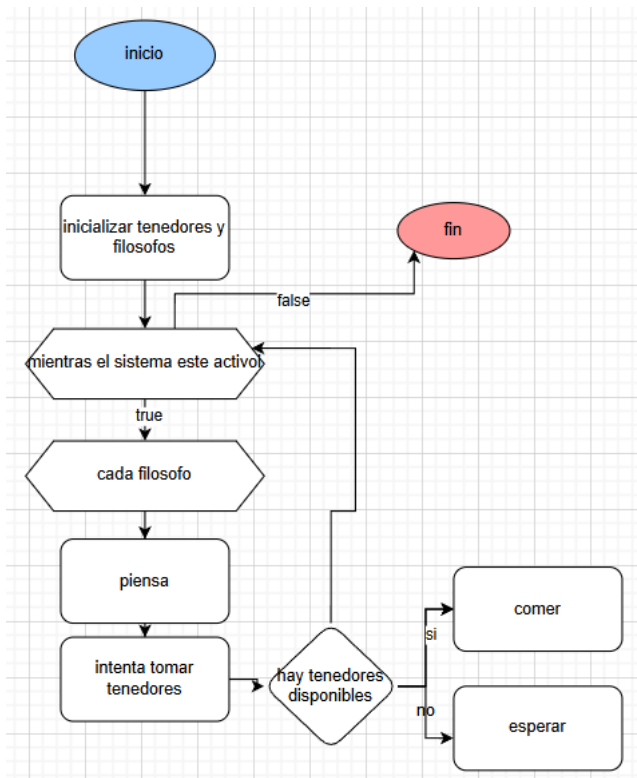 inicio
inicializar tenedores y
filosofos
fin
false
mientras el sistema este activo
true
cada filosofo
piensa
intenta tomar
tenedores
hay tenedores
disponibles
si
comer
no
esperar